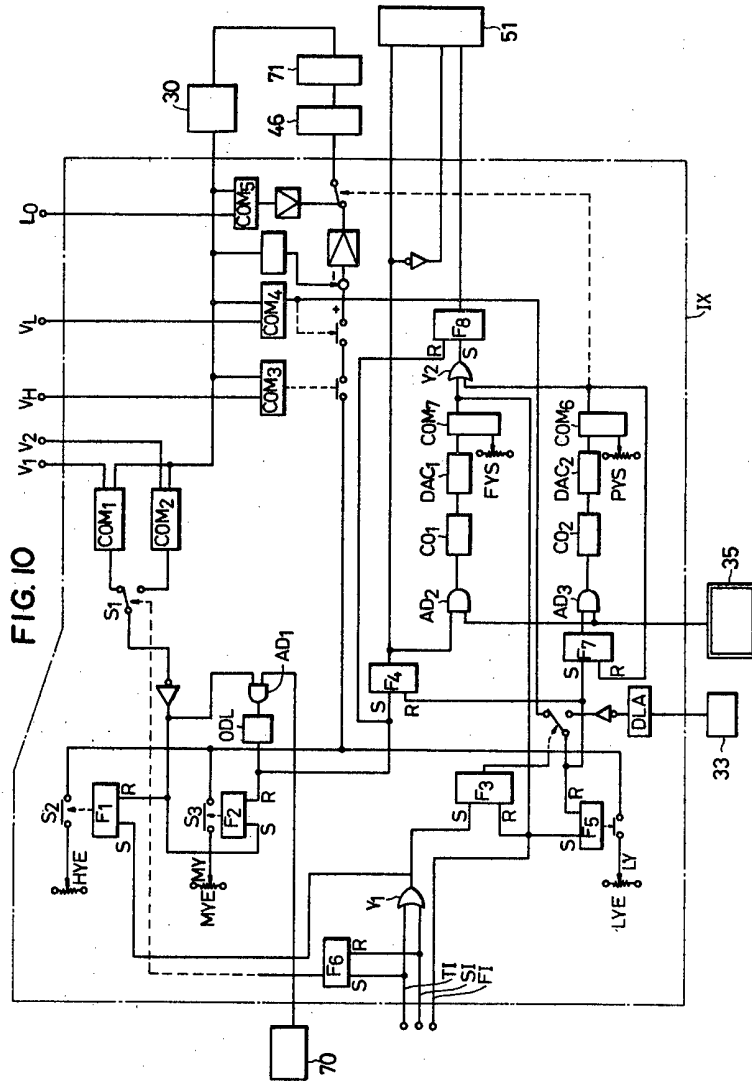 FIG. 10
V1
V2
VH
VL
LO
30
71
46
51
COM1
COM2
COM3
COM4
COM5
+
-
S1
S2
S3
HYE
F1
S
R
MY
MYE
F2
S
R
AD1
ODL
F4
S
R
AD2
CO1
DAC1
COM7
FYS
Y2
F8
R
S
AD3
CO2
DAC2
COM6
PYS
F7
S
R
F3
S
R
F5
S
R
LY
LYE
Y1
F6
S
R
TI
SI
FI
DLA
33
35
70
IX